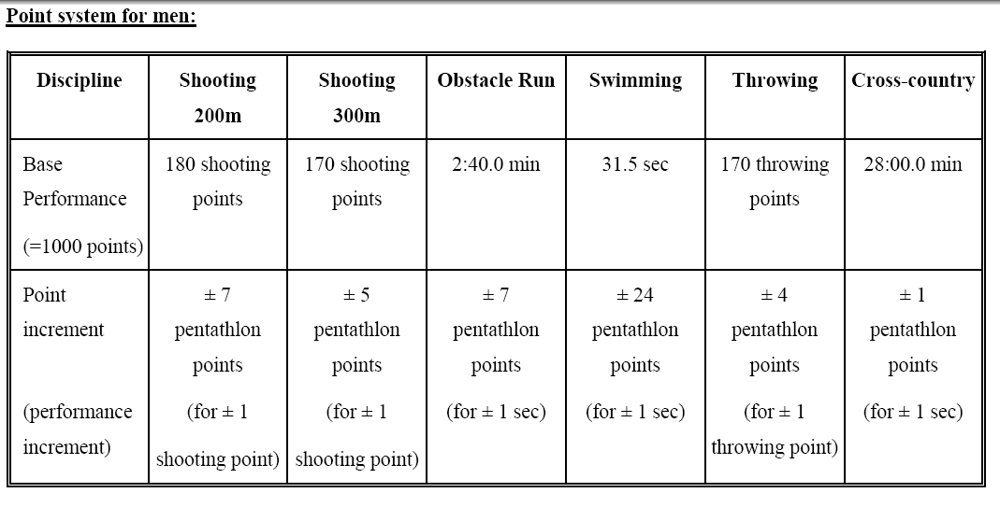 Point system for men:
Discipline
Shooting
200m
Shooting
300m
Obstacle Run
Swimming
Throwing
Cross-country
Base
Performance
(=1000 points)
180 shooting
points
170 shooting
points
2:40.0 min
31.5 sec
170 throwing
points
28:00.0 min
Point
increment
(performance
increment)
± 7
pentathlon
points
(for ± 1
shooting point)
± 5
pentathlon
points
(for ± 1
shooting point)
± 7
pentathlon
points
(for ± 1 sec)
± 24
pentathlon
points
(for ± 1 sec)
± 4
pentathlon
points
(for ± 1
throwing point)
± 1
pentathlon
points
(for ± 1 sec)